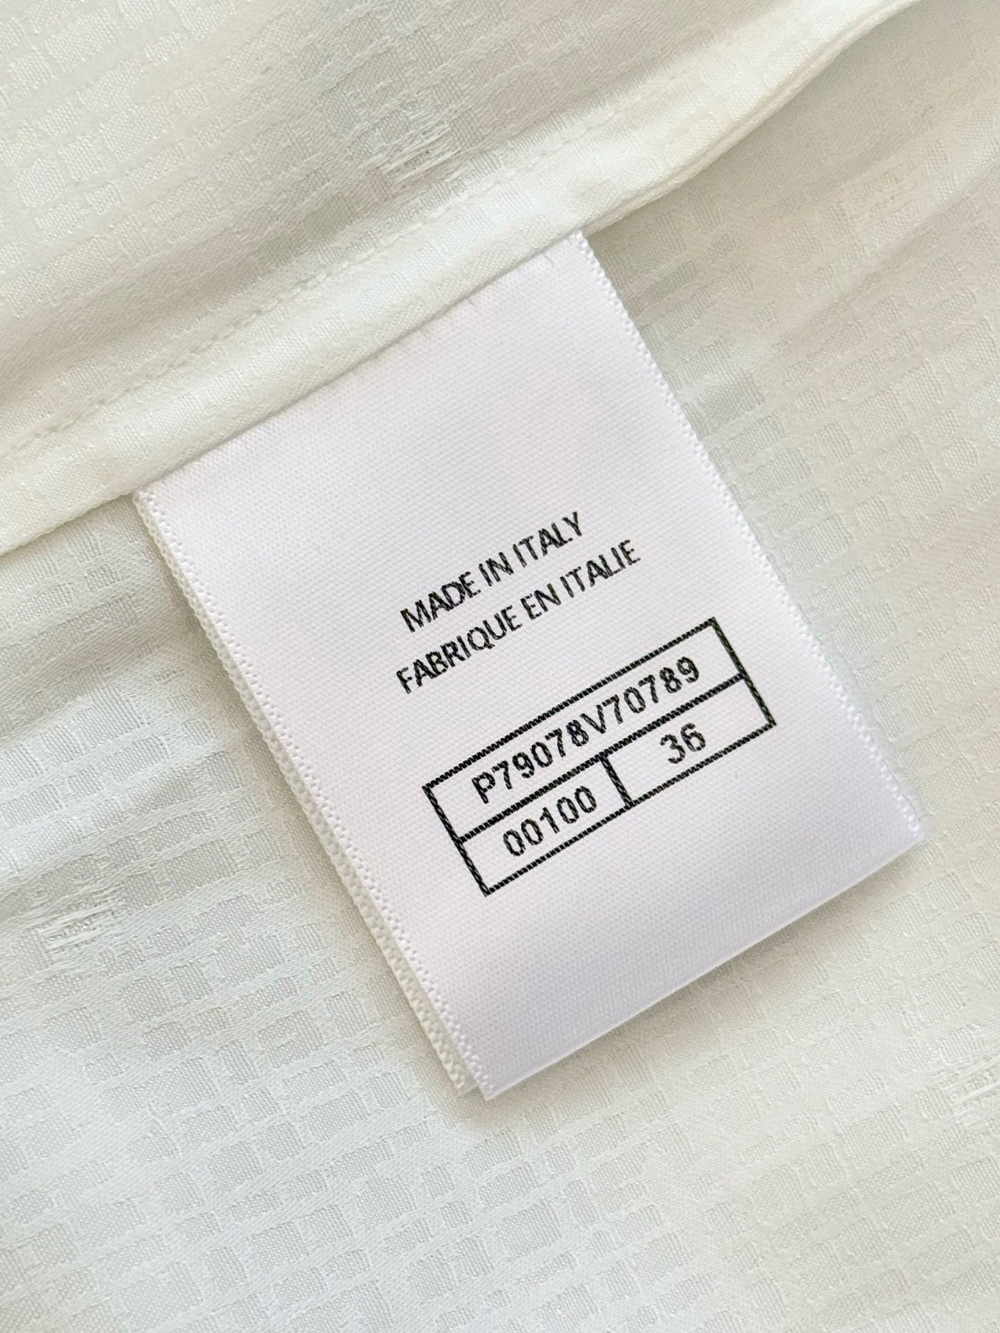 MADE IN ITALY
FABRIQUE EN ITALIE
P79078V70789
00100 36